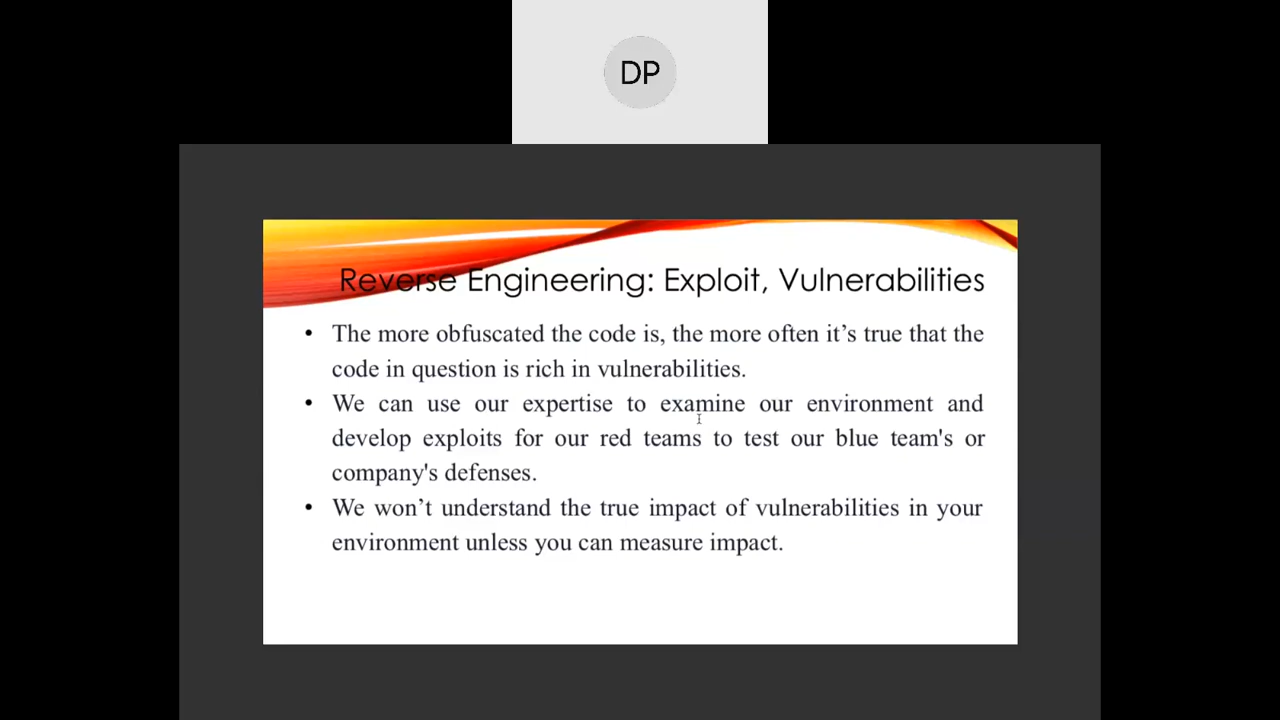 DP
Reverse Engineering: Exploit, Vulnerabilities
• The more obfuscated the code is, the more often it’s true that the
code in question is rich in vulnerabilities.
• We can use our expertise to examine our environment and
develop exploits for our red teams to test our blue team's or
company's defenses.
• We won’t understand the true impact of vulnerabilities in your
environment unless you can measure impact.